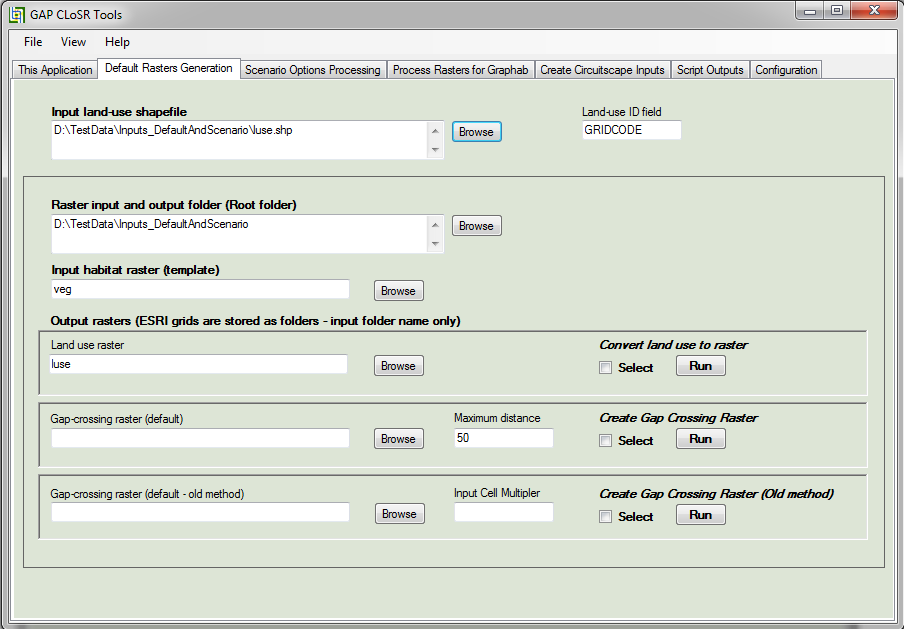 GAP CLoSR Tools
File View Help
This Application Default Rasters Generation Scenario Options Processing Process Rasters for Graphab Create Circuitscape Inputs Script Outputs Configuration
Input land-use shapefile Land-use ID field
D:\TestData\Inputs_DefaultAndScenario\luse.shp Browse GRIDCODE
Raster input and output folder (Root folder)
D:\TestData\Inputs_DefaultAndScenario Browse
Input habitat raster (template)
veg Browse
Output rasters (ESRI grids are stored as folders - input folder name only)
Land use raster Convert land use to raster
luse Browse Select Run
Gap-crossing raster (default) Maximum distance Create Gap Crossing Raster
Browse 50 Select Run
Gap-crossing raster (default - old method) Input Cell Multipler Create Gap Crossing Raster (Old method)
Browse Select Run